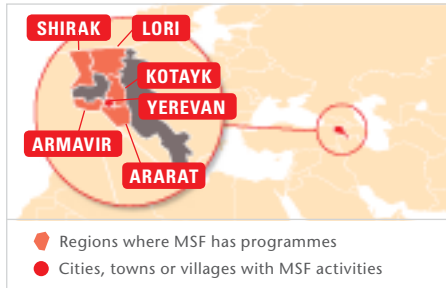 SHIRAK LORI
KOTAYK
YEREVAN
ARMAVIR
ARARAT
Regions where MSF has programmes
Cities, towns or villages with MSF activities